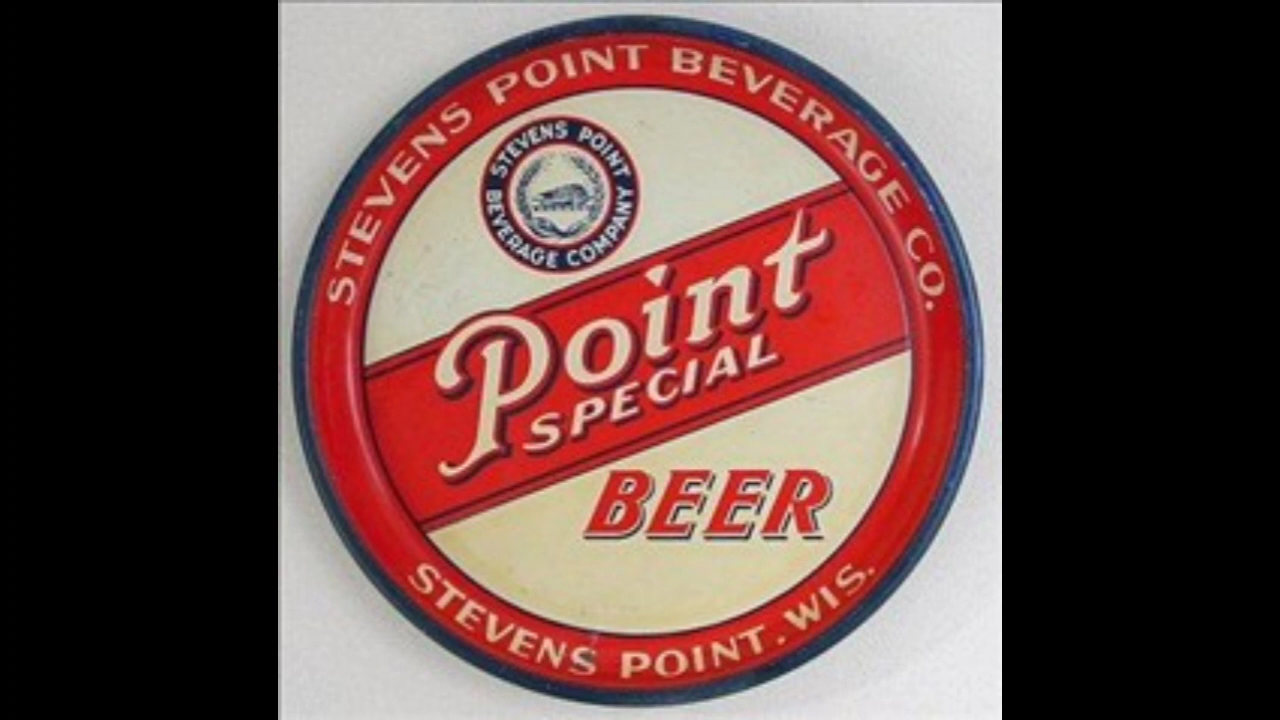 STEVENS POINT BEVERAGE CO.
STEVENS POINT
BEVERAGE COMPANY
Point
SPECIAL
BEER
STEVENS POINT. WIS.